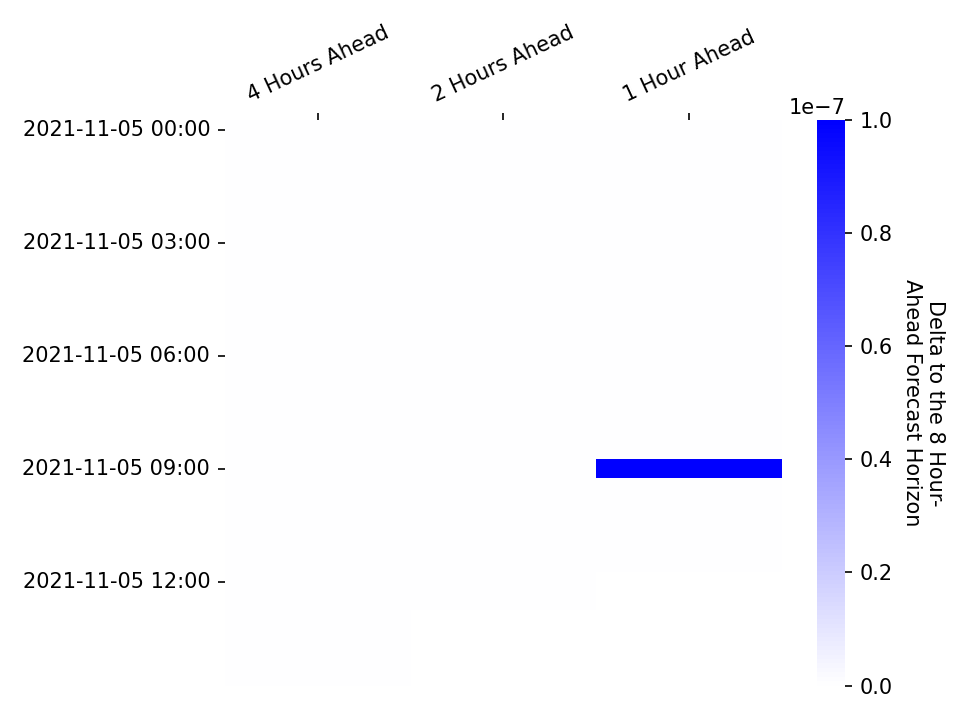 4 Hours Ahead
2 Hours Ahead
1 Hour Ahead
1e−7
2021-11-05 00:00
2021-11-05 03:00
2021-11-05 06:00
2021-11-05 09:00
2021-11-05 12:00
1.0
0.8
0.6
0.4
0.2
0.0
Delta to the 8 Hour-
Ahead Forecast Horizon